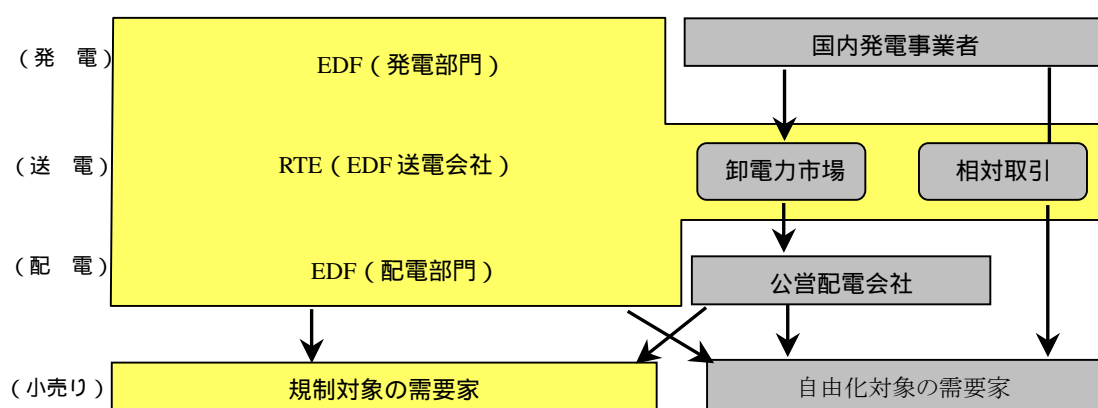 (発 電)
EDF(発電部門)
国内発電事業者
(送 電)
RTE(EDF 送電会社)
卸電力市場
相対取引
(配 電)
EDF(配電部門)
公営配電会社
(小売り)
規制対象の需要家
自由化対象の需要家